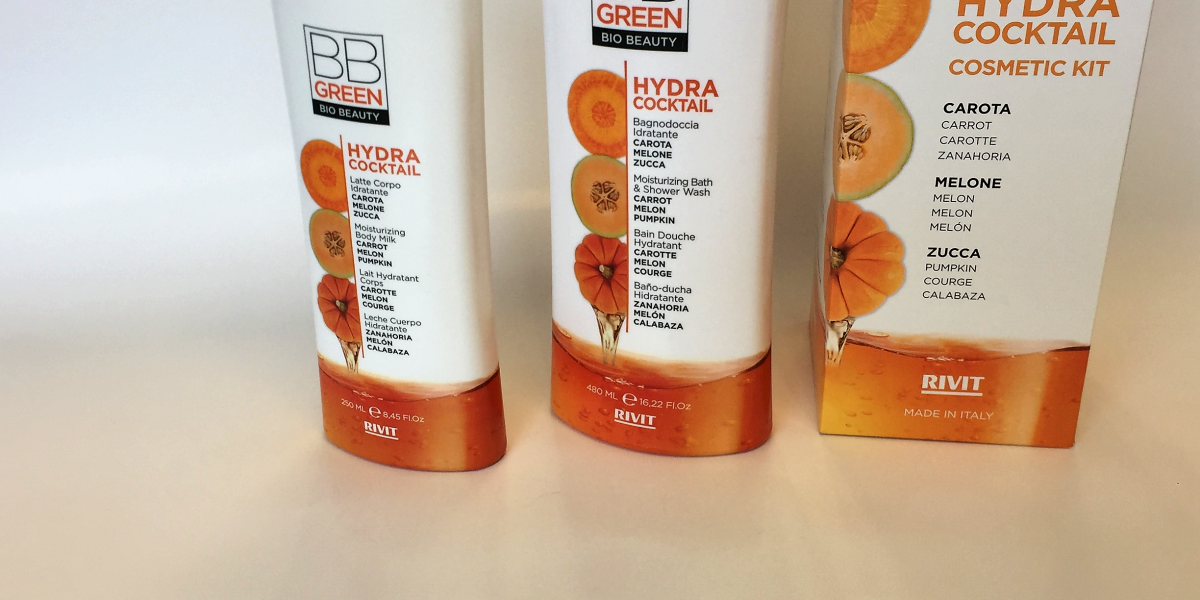 BB
GREEN
BIO BEAUTY
HYDRA
COCKTAIL
Latte Corpo
Idratante
CAROTA
MELONE
ZUCCA
Moisturizing
Body Milk
CARROT
MELON
PUMPKIN
Lait Hydratant
Corps
CAROTTE
MELON
COURGE
Leche Cuerpo
Hidratante
ZANAHORIA
MELÓN
CALABAZA
250 ML e 8,45 Fl.Oz
RIVIT
GREEN
BIO BEAUTY
HYDRA
COCKTAIL
Bagnodoccia
Idratante
CAROTA
MELONE
ZUCCA
Moisturizing Bath
& Shower Wash
CARROT
MELON
PUMPKIN
Bain Douche
Hydratant
CAROTTE
MELON
COURGE
Baño-ducha
Hidratante
ZANAHORIA
MELÓN
CALABAZA
480 ML e 16,22 Fl.Oz
RIVIT
HYDRA
COCKTAIL
COSMETIC KIT
CAROTA
CARROT
CAROTTE
ZANAHORIA
MELONE
MELON
MELON
MELÓN
ZUCCA
PUMPKIN
COURGE
CALABAZA
RIVIT
MADE IN ITALY